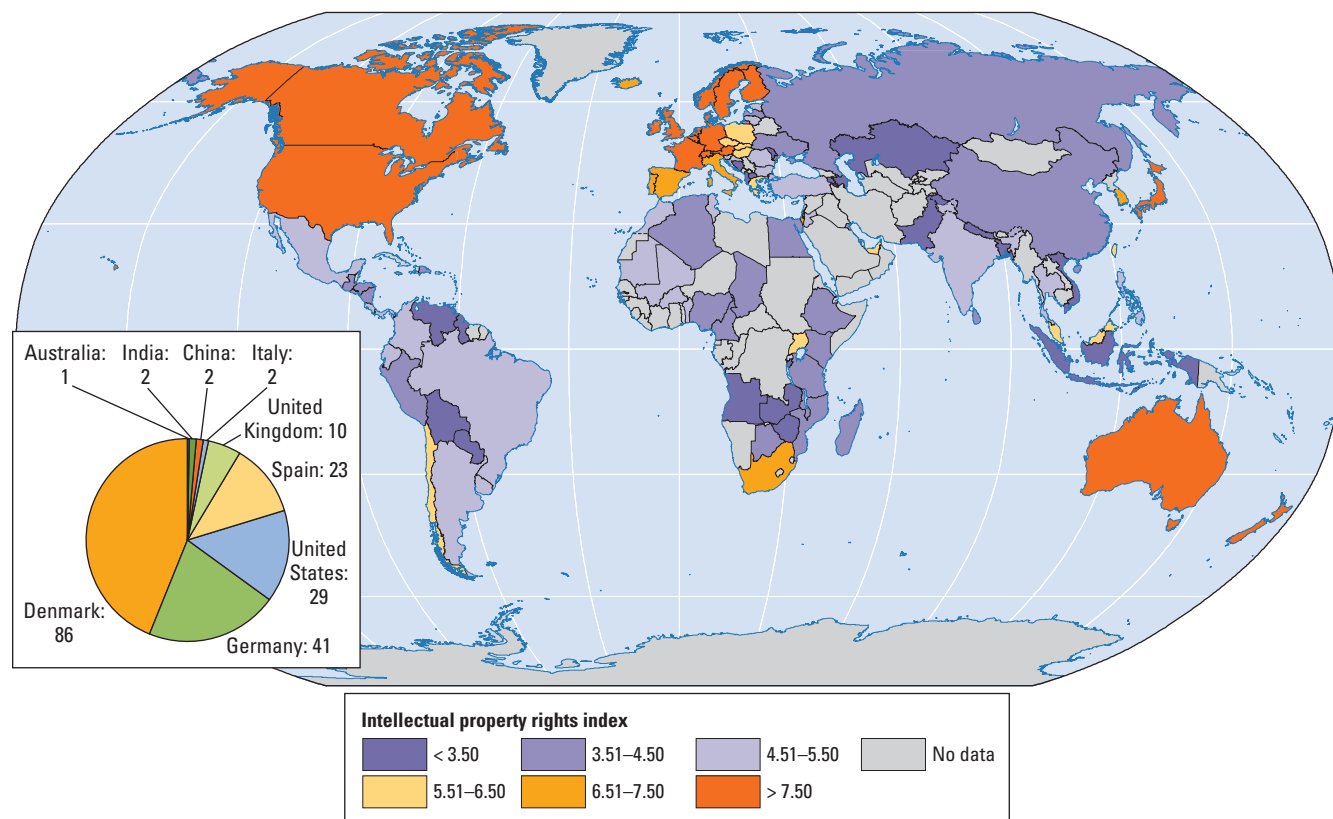 Australia: India: China: Italy:
1 2 2 2
United
Kingdom: 10
Spain: 23
United
States:
29
Denmark:
86
Germany: 41
Intellectual property rights index
< 3.50 3.51–4.50 4.51–5.50 No data
5.51–6.50 6.51–7.50 > 7.50